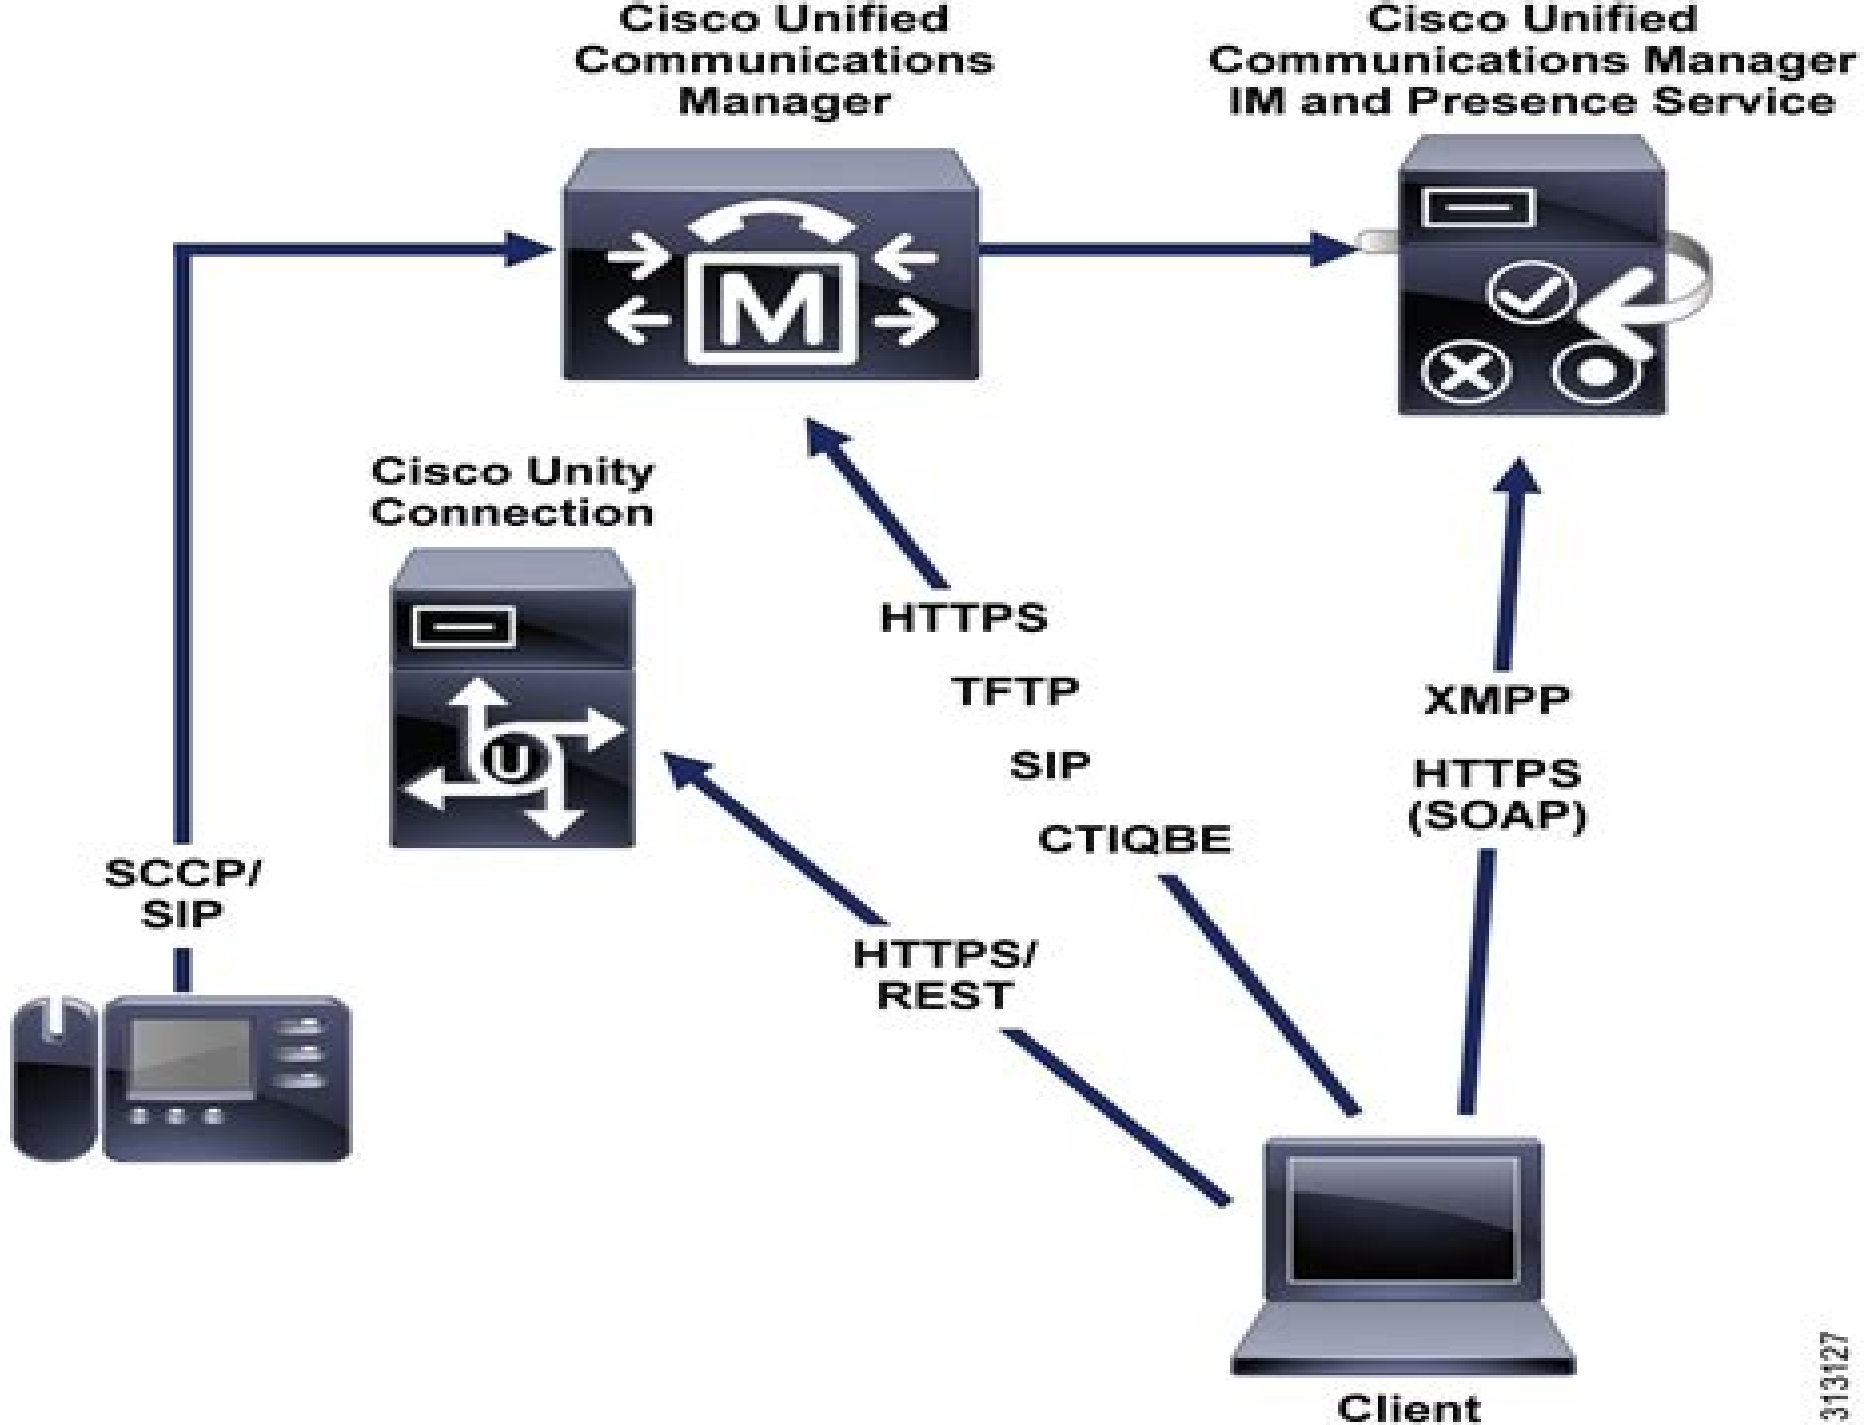 Cisco Unified
Communications
Manager
Cisco Unified
Communications Manager
IM and Presence Service
M
Cisco Unity
Connection
U
HTTPS
TFTP
SIP
CTIQBE
XMPP
HTTPS
(SOAP)
SCCP/
SIP
HTTPS/
REST
Client
313127